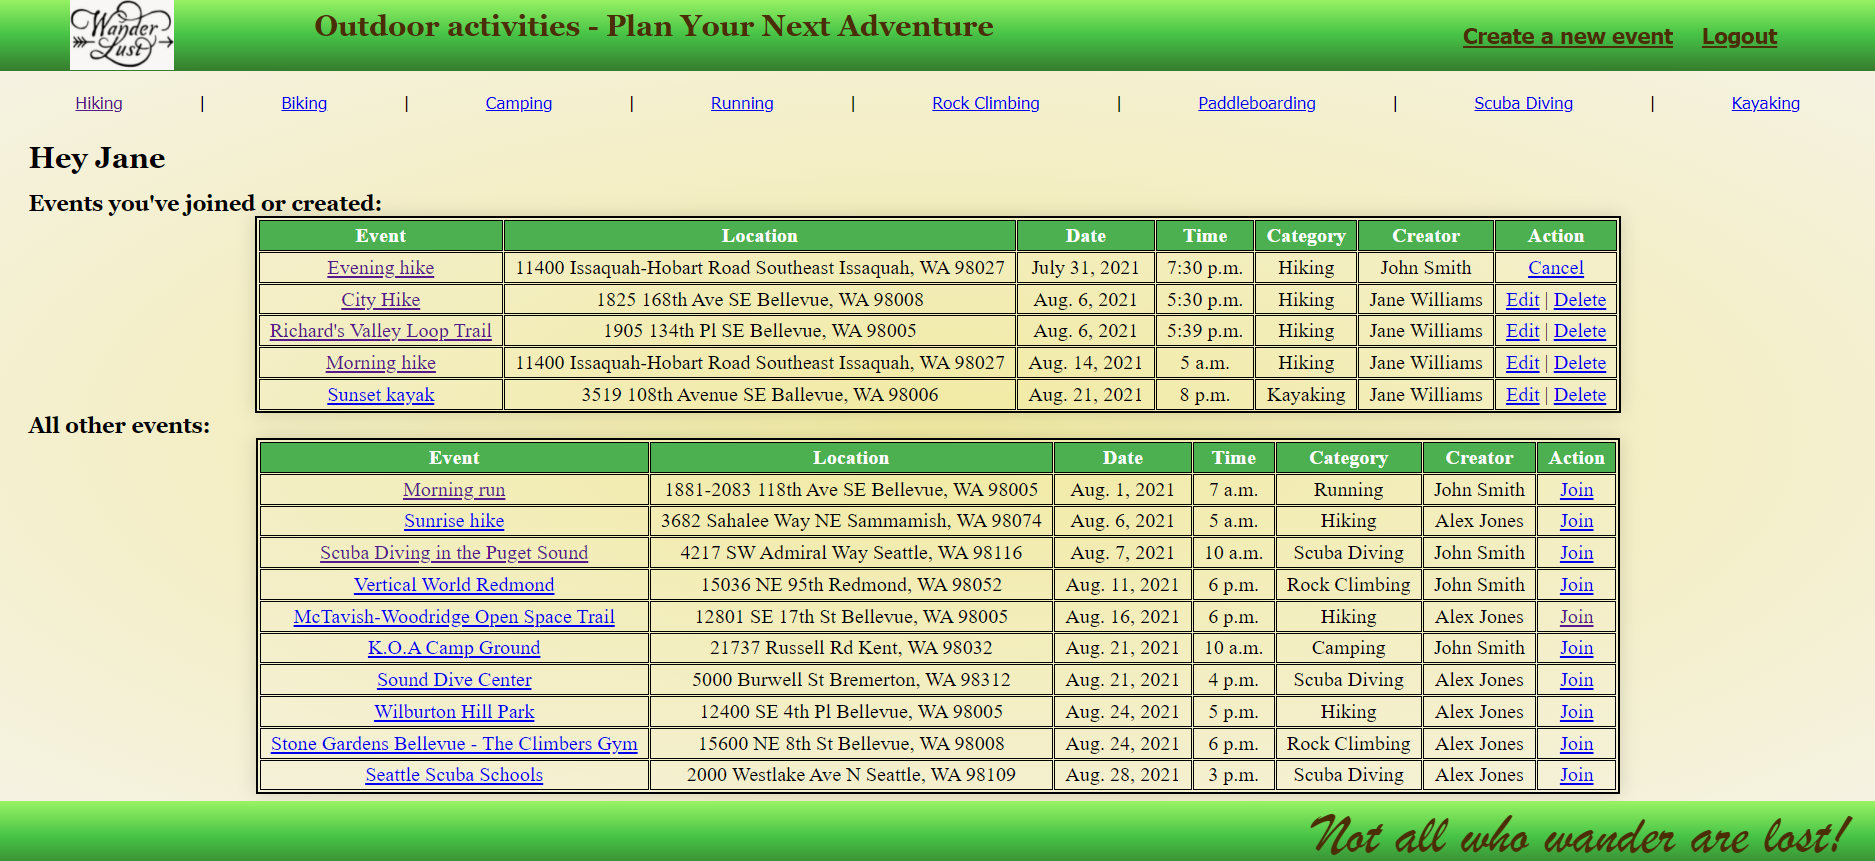 Wander Lust
Outdoor activities - Plan Your Next Adventure
Create a new event Logout
Hiking | Biking | Camping | Running | Rock Climbing | Paddleboarding | Scuba Diving | Kayaking
Hey Jane
Events you've joined or created:
Event Location Date Time Category Creator Action
Evening hike 11400 Issaquah-Hobart Road Southeast Issaquah, WA 98027 July 31, 2021 7:30 p.m. Hiking John Smith Cancel
City Hike 1825 168th Ave SE Bellevue, WA 98008 Aug. 6, 2021 5:30 p.m. Hiking Jane Williams Edit | Delete
Richard's Valley Loop Trail 1905 134th Pl SE Bellevue, WA 98005 Aug. 6, 2021 5:39 p.m. Hiking Jane Williams Edit | Delete
Morning hike 11400 Issaquah-Hobart Road Southeast Issaquah, WA 98027 Aug. 14, 2021 5 a.m. Hiking Jane Williams Edit | Delete
Sunset kayak 3519 108th Avenue SE Ballevue, WA 98006 Aug. 21, 2021 8 p.m. Kayaking Jane Williams Edit | Delete
All other events:
Event Location Date Time Category Creator Action
Morning run 1881-2083 118th Ave SE Bellevue, WA 98005 Aug. 1, 2021 7 a.m. Running John Smith Join
Sunrise hike 3682 Sahalee Way NE Sammamish, WA 98074 Aug. 6, 2021 5 a.m. Hiking Alex Jones Join
Scuba Diving in the Puget Sound 4217 SW Admiral Way Seattle, WA 98116 Aug. 7, 2021 10 a.m. Scuba Diving John Smith Join
Vertical World Redmond 15036 NE 95th Redmond, WA 98052 Aug. 11, 2021 6 p.m. Rock Climbing John Smith Join
McTavish-Woodridge Open Space Trail 12801 SE 17th St Bellevue, WA 98005 Aug. 16, 2021 6 p.m. Hiking Alex Jones Join
K.O.A Camp Ground 21737 Russell Rd Kent, WA 98032 Aug. 21, 2021 10 a.m. Camping John Smith Join
Sound Dive Center 5000 Burwell St Bremerton, WA 98312 Aug. 21, 2021 4 p.m. Scuba Diving Alex Jones Join
Wilburton Hill Park 12400 SE 4th Pl Bellevue, WA 98005 Aug. 24, 2021 5 p.m. Hiking Alex Jones Join
Stone Gardens Bellevue - The Climbers Gym 15600 NE 8th St Bellevue, WA 98008 Aug. 24, 2021 6 p.m. Rock Climbing Alex Jones Join
Seattle Scuba Schools 2000 Westlake Ave N Seattle, WA 98109 Aug. 28, 2021 3 p.m. Scuba Diving Alex Jones Join
Not all who wander are lost!